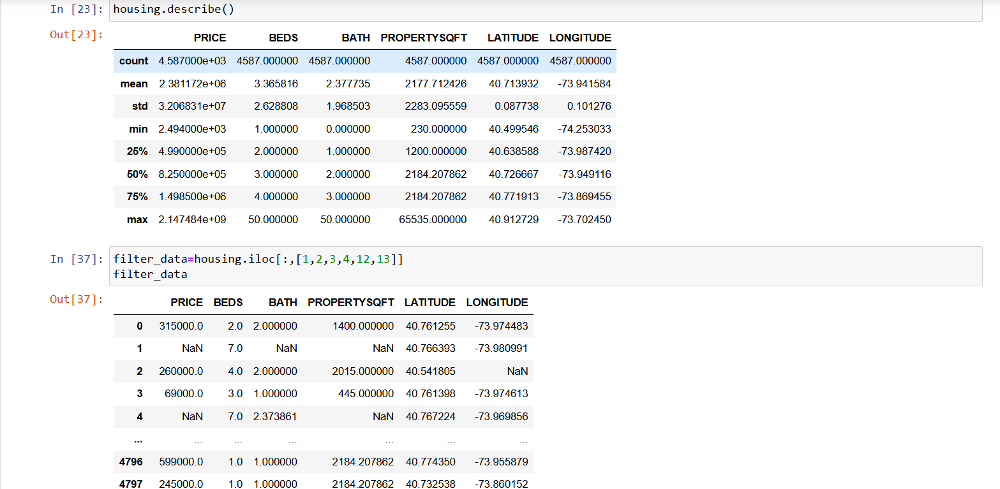 In [23]: housing.describe()
Out[23]:
PRICE BEDS BATH PROPERTYSQFT LATITUDE LONGITUDE
count 4.587000e+03 4587.000000 4587.000000 4587.000000 4587.000000 4587.000000
mean 2.381172e+06 3.365816 2.377735 2177.712426 40.713932 -73.941584
std 3.206831e+07 2.628808 1.968503 2283.095559 0.087738 0.101276
min 2.494000e+03 1.000000 0.000000 230.000000 40.499546 -74.253033
25% 4.990000e+05 2.000000 1.000000 1200.000000 40.638588 -73.987420
50% 8.250000e+05 3.000000 2.000000 2184.207862 40.726667 -73.949116
75% 1.498500e+06 4.000000 3.000000 2184.207862 40.771913 -73.869455
max 2.147484e+09 50.000000 50.000000 65535.000000 40.912729 -73.702450
In [37]: filter_data=housing.iloc[:,[1,2,3,4,12,13]]
filter_data
Out[37]:
PRICE BEDS BATH PROPERTYSQFT LATITUDE LONGITUDE
0 315000.0 2.0 2.000000 1400.000000 40.761255 -73.974483
1 NaN 7.0 NaN NaN 40.766393 -73.980991
2 260000.0 4.0 2.000000 2015.000000 40.541805 NaN
3 69000.0 3.0 1.000000 445.000000 40.761398 -73.974613
4 NaN 7.0 2.373861 NaN 40.767224 -73.969856
... ... ... ... ... ... ...
4796 599000.0 1.0 1.000000 2184.207862 40.774350 -73.955879
4797 245000.0 1.0 1.000000 2184.207862 40.732538 -73.860152